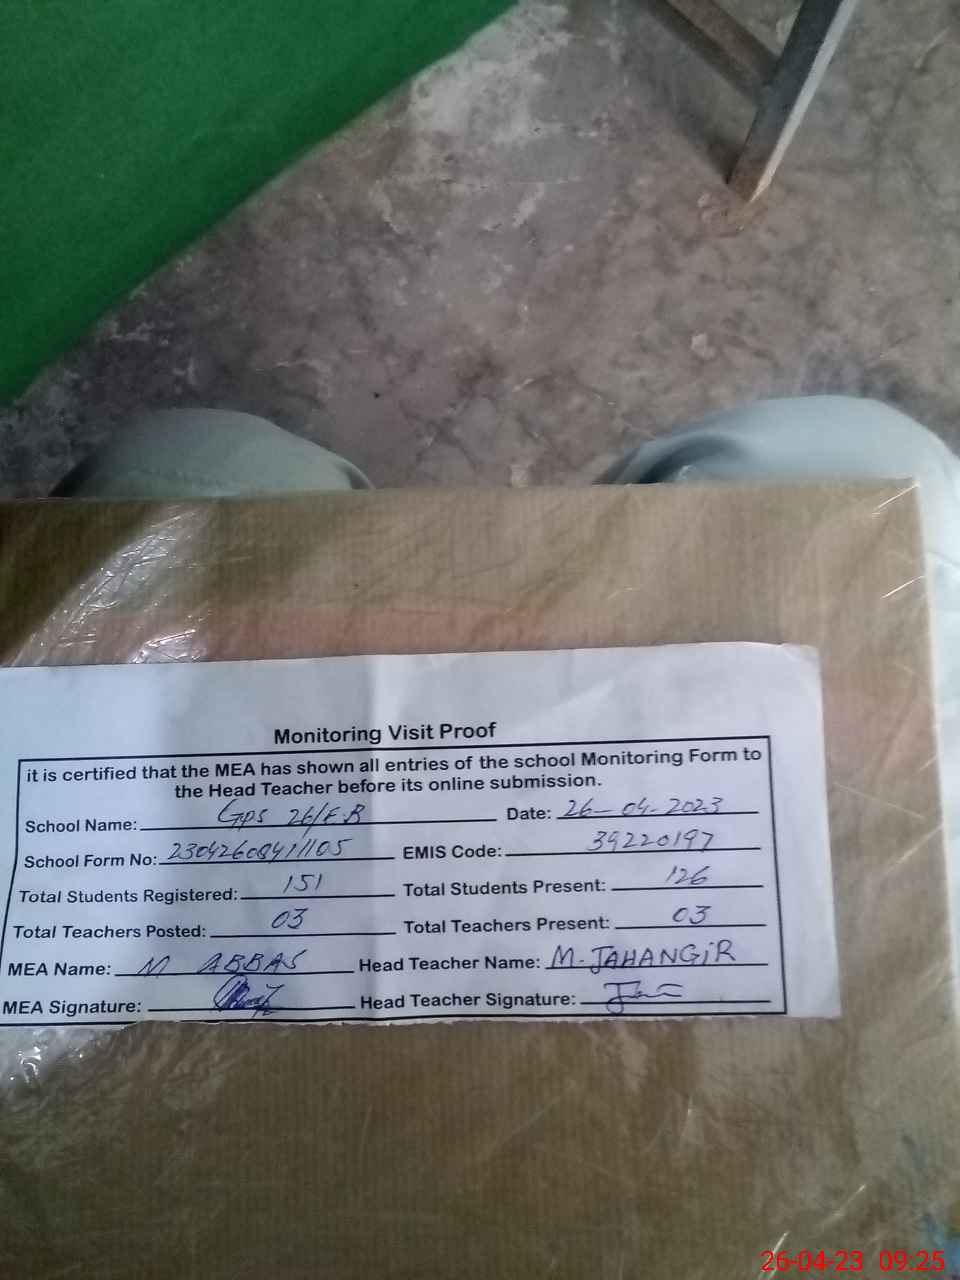 Monitoring Visit Proof
it is certified that the MEA has shown all entries of the school Monitoring Form to
the Head Teacher before its online submission.
School Name: GPS 26/E.B Date: 26-04-2023
School Form No: 23042608411105 EMIS Code: 39220197
Total Students Registered: 151 Total Students Present: 126
Total Teachers Posted: 03 Total Teachers Present: 03
MEA Name: M ABBAS Head Teacher Name: M-JAHANGiR
MEA Signature: Head Teacher Signature:
26-04-23 09:25